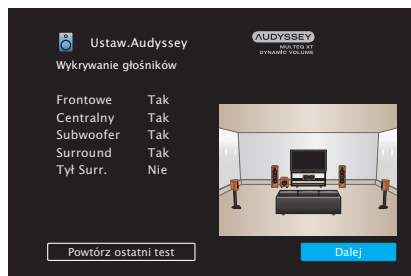 Ustaw.Audyssey
AUDYSSEY
MULTEQ XT
DYNAMIC VOLUME
Wykrywanie głośników
Frontowe Tak
Centralny Tak
Subwoofer Tak
Surround Tak
Tył Surr. Nie
Powtórz ostatni test
Dalej